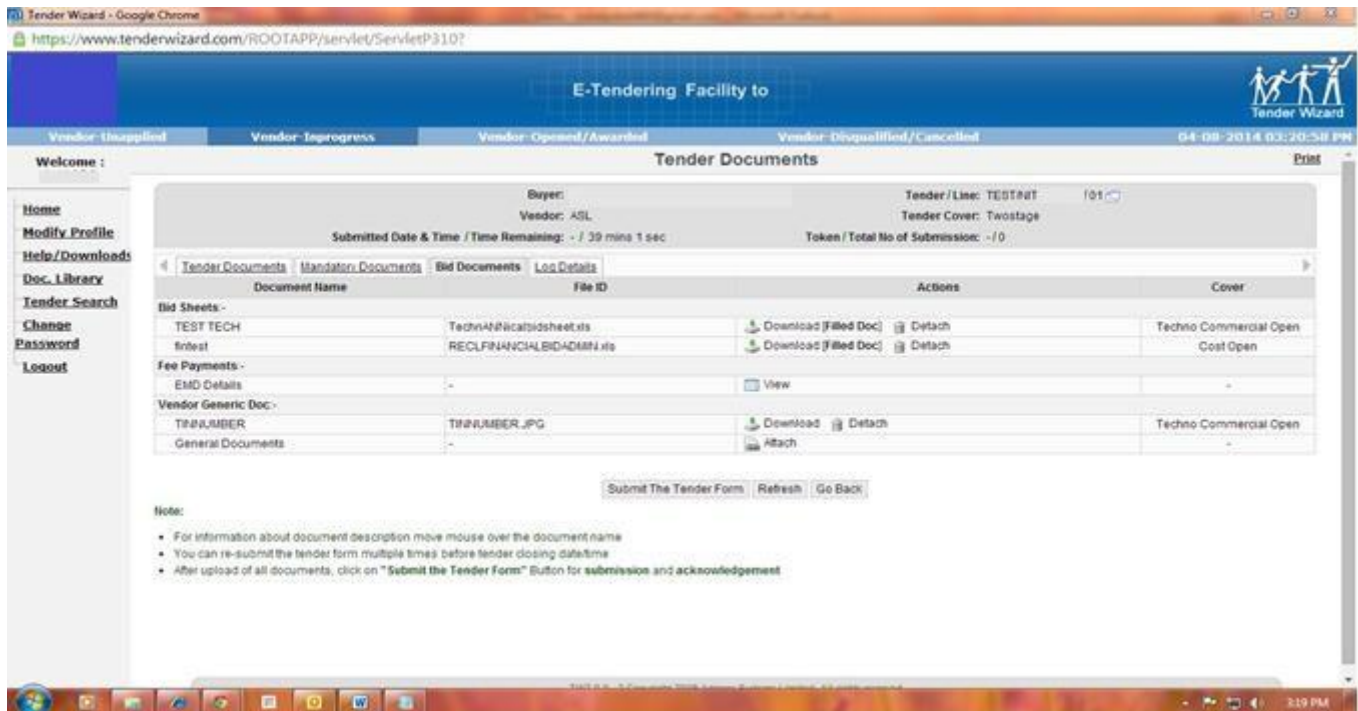 Tender Wizard - Google Chrome
https://www.tenderwizard.com/ROOTAPP/servlet/ServletP310?
E-Tendering Facility to
Tender Wizard
Vendor-Unapplied Vendor-Inprogress Vendor-Opened/Awarded Vendor-Disqualified/Cancelled 04-08-2014 03:20:58 PM
Welcome : Tender Documents Print
Buyer: Tender/Line: TEST/NIT /01
Home
Vendor: ASL Tender Cover: Twostage
Modify Profile
Submitted Date & Time / Time Remaining: - / 39 mins 1 sec Token/Total No of Submission: -/0
Help/Downloads
Tender Documents Mandatory Documents Bid Documents Log Details
Doc. Library
Document Name File ID Actions Cover
Tender Search
Bid Sheets:-
Change Password
TEST TECH Download [Filled Doc] Detach Techno Commercial Open
fintest RECLFINANCIALBIDADMIN.xls Download [Filled Doc] Detach Cost Open
Logout
Fee Payments:-
EMD Details - View -
Vendor Generic Doc:-
TINNUMBER TINNUMBER.JPG Download Detach Techno Commercial Open
General Documents - Attach -
Submit The Tender Form Refresh Go Back
Note:
• For information about document description move mouse over the document name
• You can re-submit the tender form multiple times before tender closing date/time
• After upload of all documents, click on "Submit the Tender Form" Button for submission and acknowledgement
3:19 PM